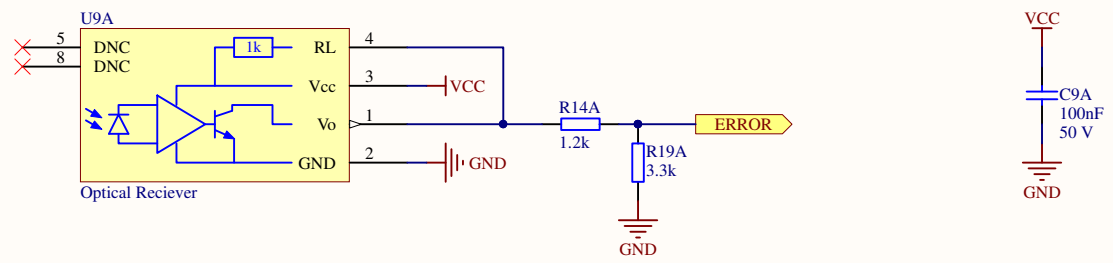 U9A
5 DNC
8 DNC
1k
RL 4
Vcc 3 VCC
Vo 1
GND 2 GND
Optical Reciever
R14A
1.2k
ERROR
R19A
3.3k
GND
VCC
C9A
100nF
50 V
GND